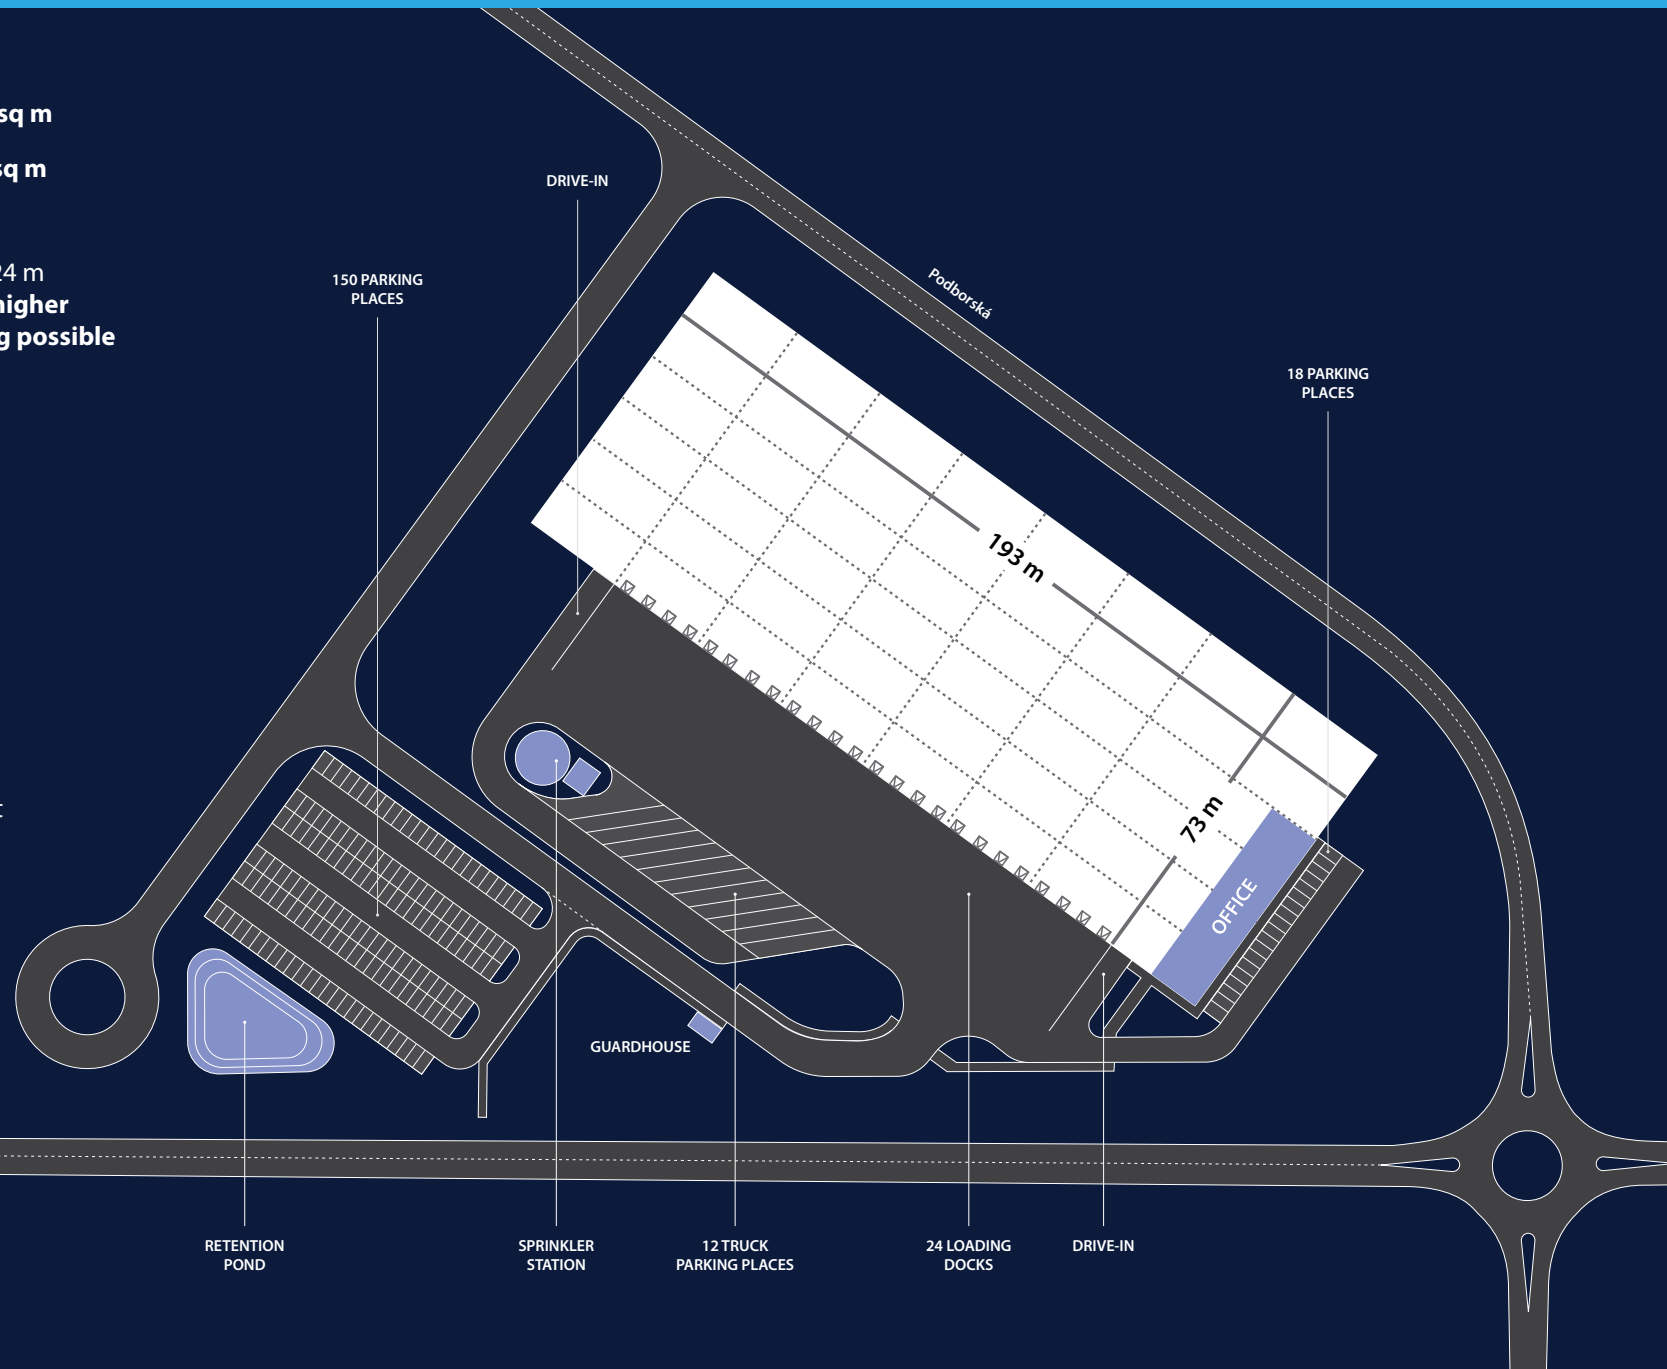 sq m
sq m
24 m
higher
g possible
t
DRIVE-IN
150 PARKING
PLACES
Podborská
18 PARKING
PLACES
193 m
73 m
OFFICE
GUARDHOUSE
RETENTION
POND
SPRINKLER
STATION
12 TRUCK
PARKING PLACES
24 LOADING
DOCKS
DRIVE-IN